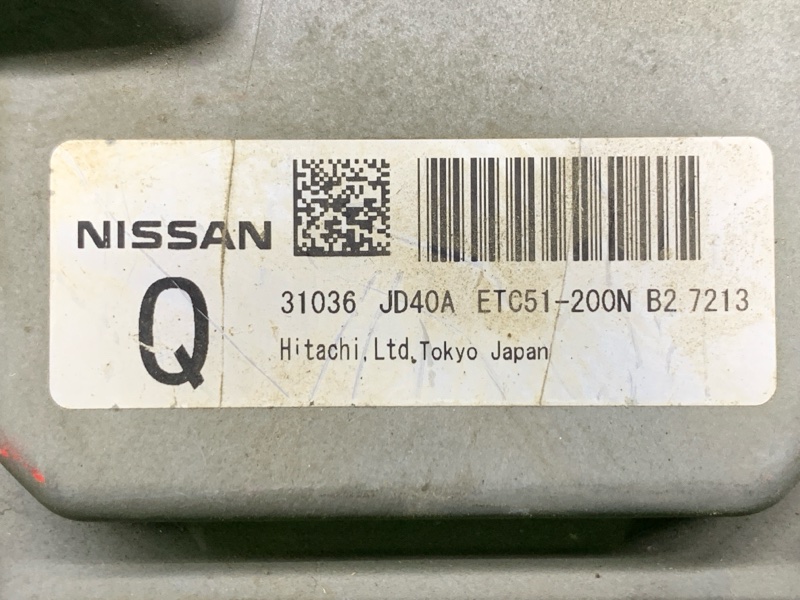 NISSAN
Q
31036 JD40A ETC51-200N B2 7213
Hitachi,Ltd.Tokyo Japan